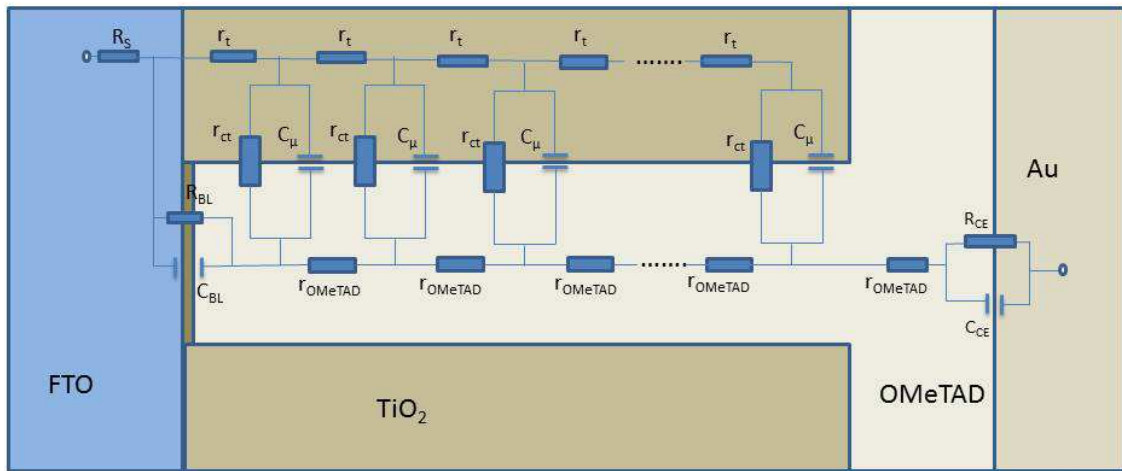 R_S
r_t r_t r_t r_t ....... r_t
r_ct C_μ r_ct C_μ r_ct C_μ r_ct C_μ
Au
R_BL
R_CE
.......
r_OMeTAD r_OMeTAD r_OMeTAD r_OMeTAD r_OMeTAD
C_BL
C_CE
FTO
OMeTAD
TiO₂